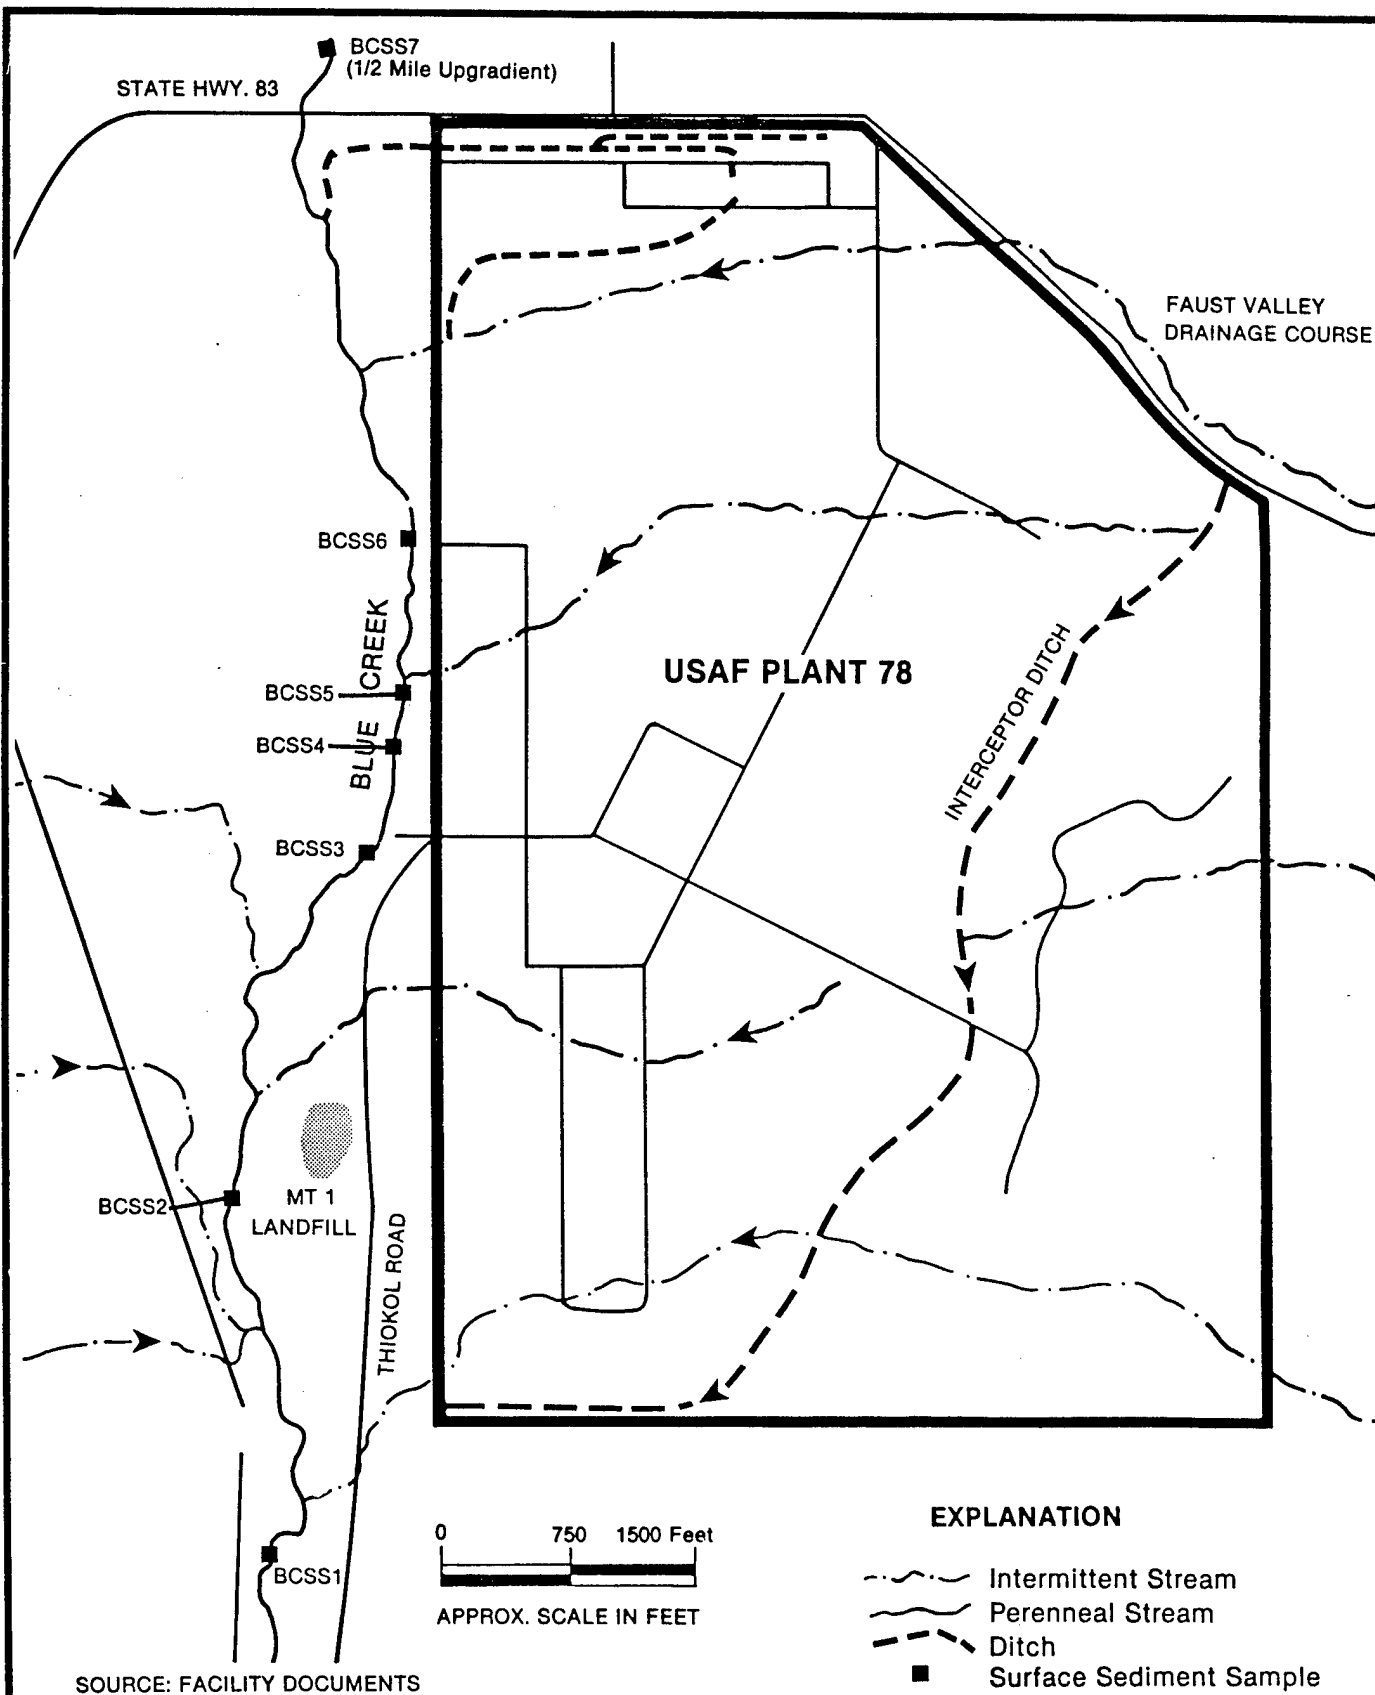 BCSS7
(1/2 Mile Upgradient)
STATE HWY. 83
FAUST VALLEY
DRAINAGE COURSE
BCSS6
BLUE CREEK
BCSS5
USAF PLANT 78
INTERCEPTOR DITCH
BCSS4
BCSS3
BCSS2
MT 1
LANDFILL
THIOKOL ROAD
BCSS1
0 750 1500 Feet
APPROX. SCALE IN FEET
EXPLANATION
Intermittent Stream
Perenneal Stream
Ditch
Surface Sediment Sample
SOURCE: FACILITY DOCUMENTS